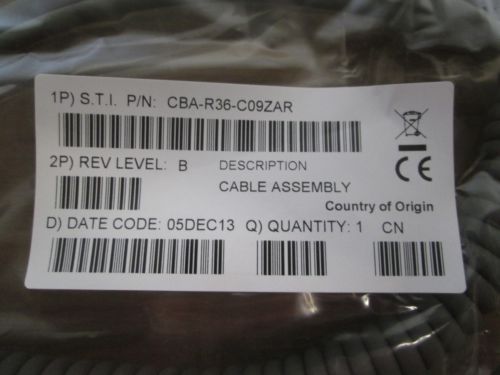 1P) S.T.I. P/N: CBA-R36-C09ZAR
2P) REV LEVEL: B DESCRIPTION
CABLE ASSEMBLY
CE
Country of Origin
D) DATE CODE: 05DEC13 Q) QUANTITY: 1 CN